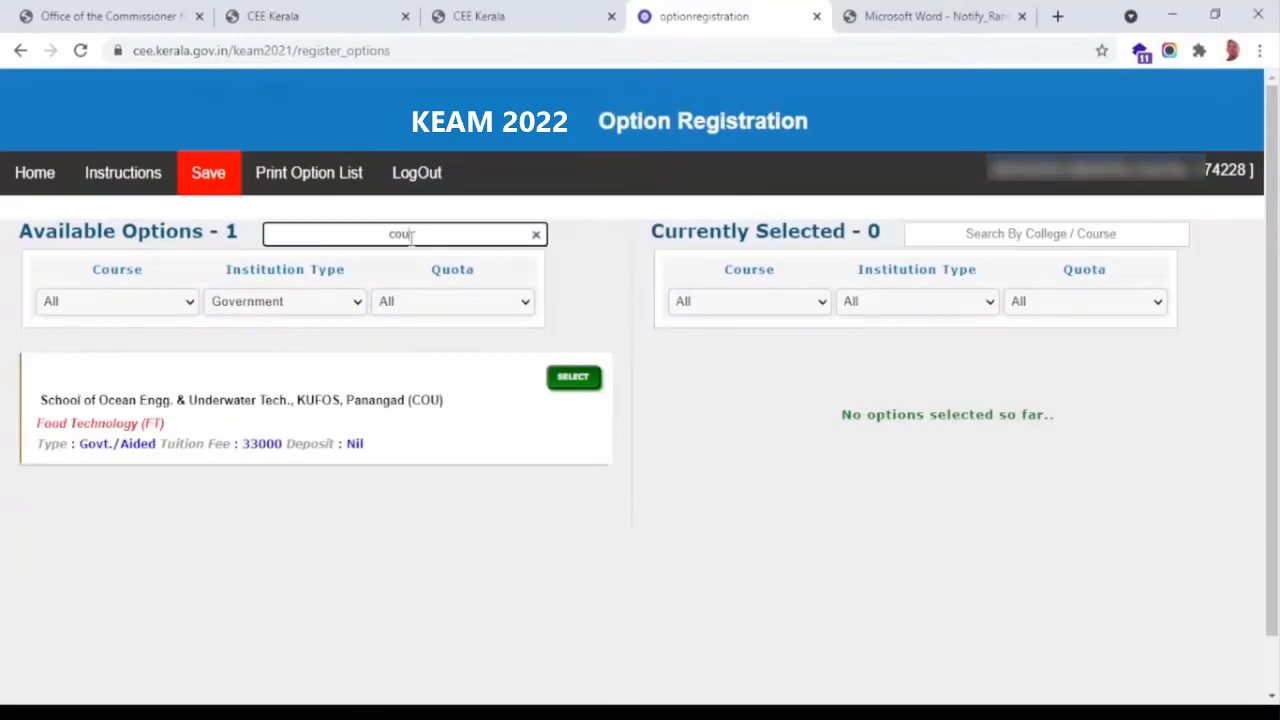 Office of the Commissioner f
CEE Kerala
CEE Kerala
optionregistration
Microsoft Word - Notify_Ran
cee.kerala.gov.in/keam2021/register_options
11
KEAM 2022 Option Registration
Home Instructions Save Print Option List LogOut
74228 ]
Available Options - 1
cou
Course Institution Type Quota
All Government All
SELECT
School of Ocean Engg. & Underwater Tech., KUFOS, Panangad (COU)
Food Technology (FT)
Type : Govt./Aided Tuition Fee : 33000 Deposit : Nil
Currently Selected - 0
Search By College / Course
Course Institution Type Quota
All All All
No options selected so far..